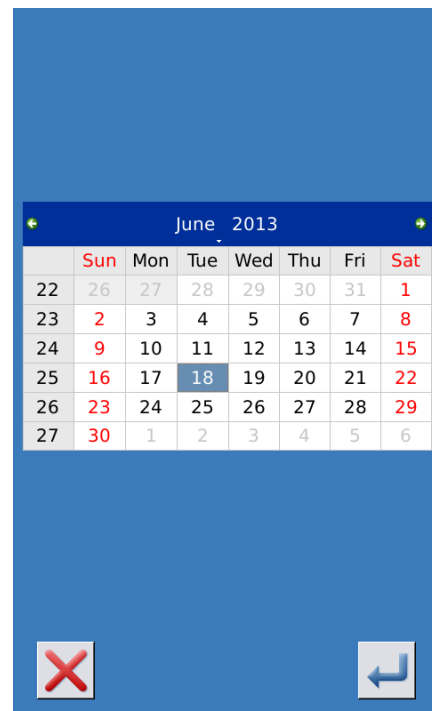 June 2013
Sun Mon Tue Wed Thu Fri Sat
22 26 27 28 29 30 31 1
23 2 3 4 5 6 7 8
24 9 10 11 12 13 14 15
25 16 17 18 19 20 21 22
26 23 24 25 26 27 28 29
27 30 1 2 3 4 5 6